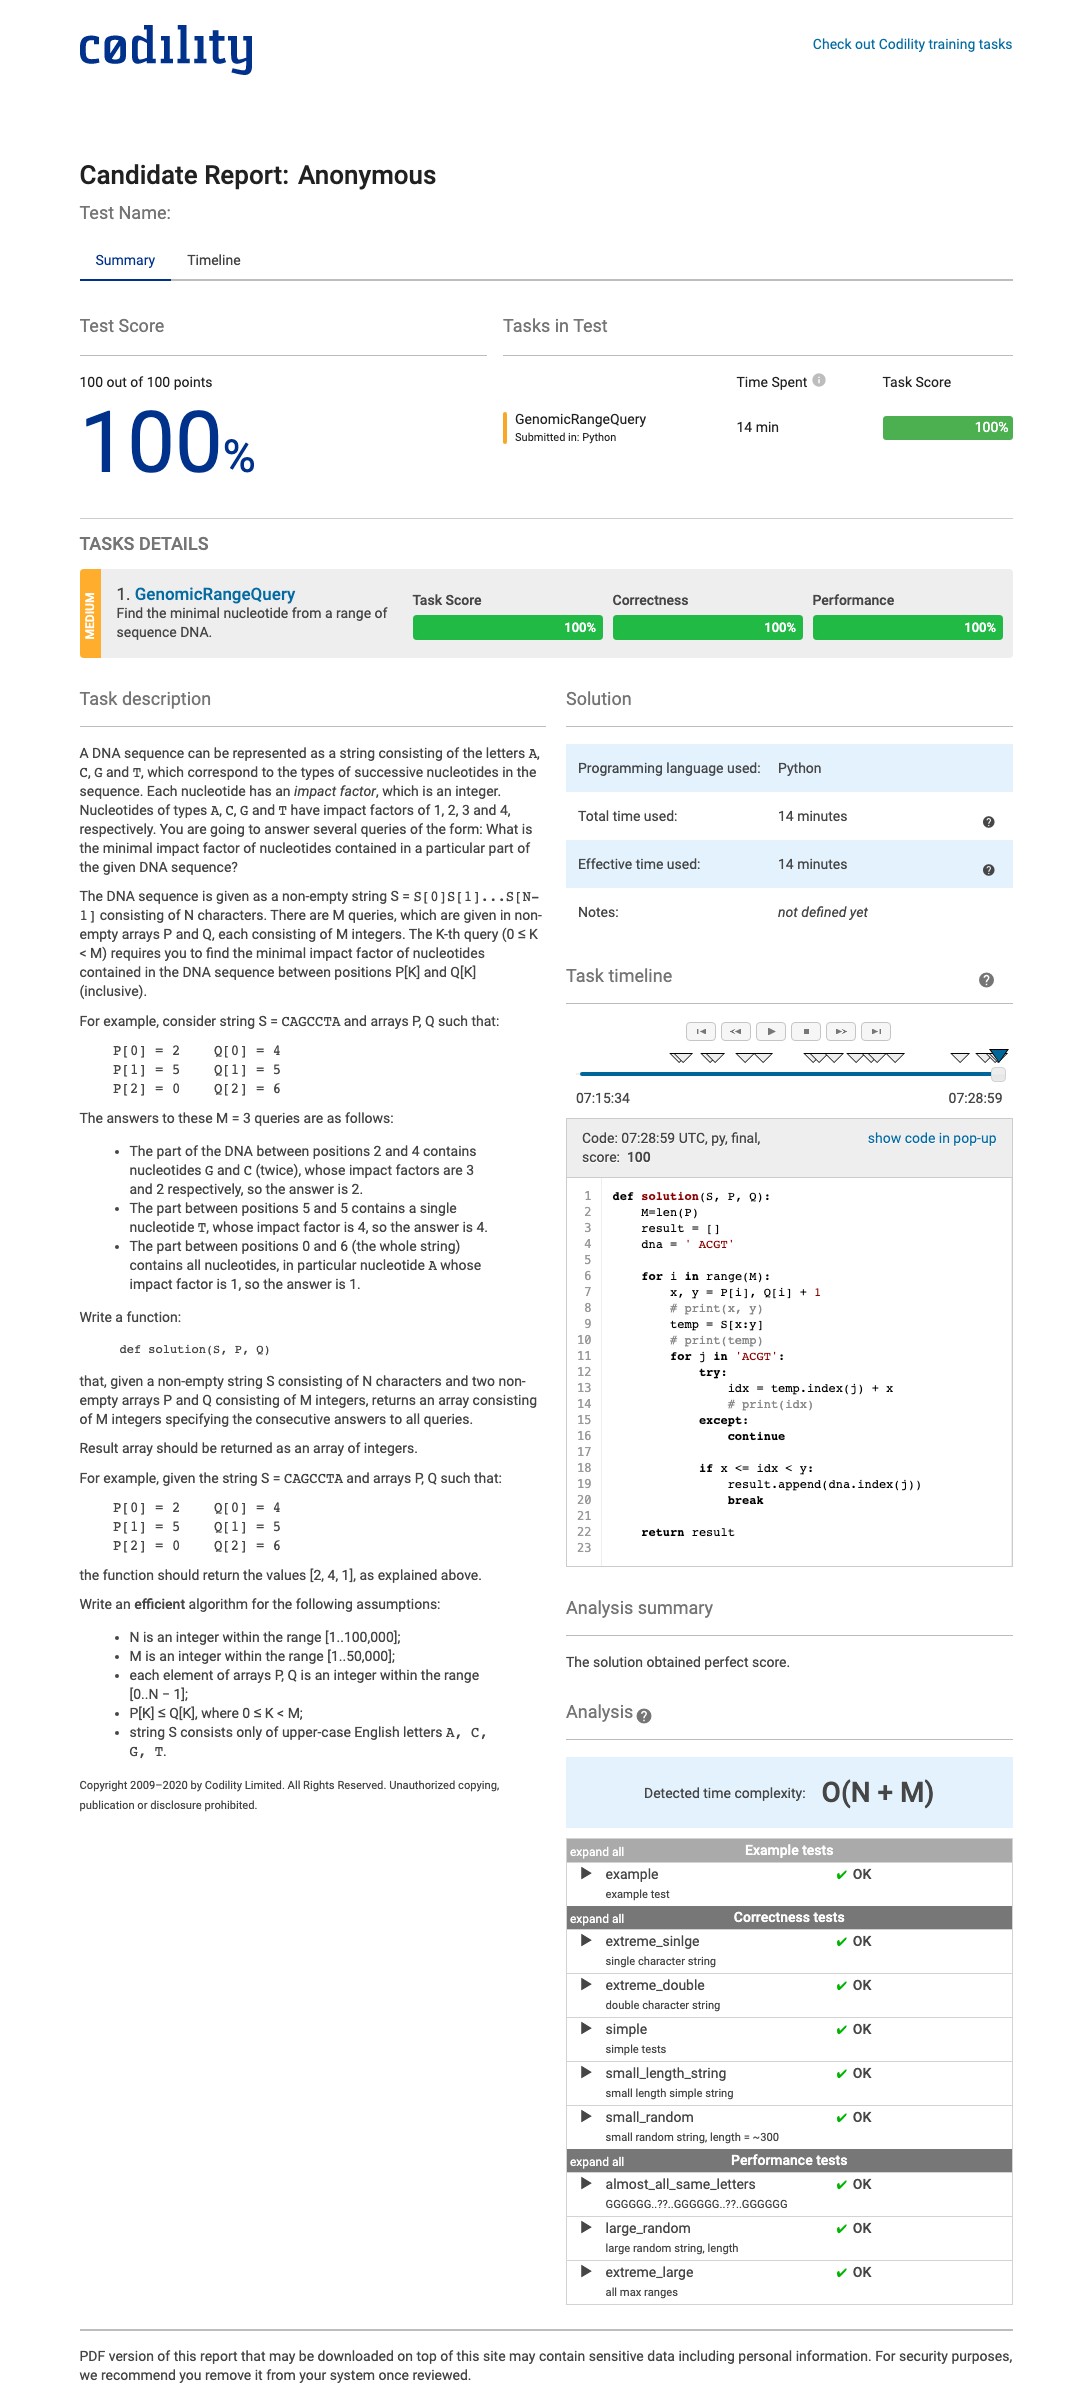 cødility
Check out Codility training tasks
Candidate Report: Anonymous
Test Name:
Summary Timeline
Test Score
100 out of 100 points
100%
Tasks in Test
Time Spent Task Score
GenomicRangeQuery
Submitted in: Python
14 min
100%
TASKS DETAILS
MEDIUM
1. GenomicRangeQuery
Find the minimal nucleotide from a range of
sequence DNA.
Task Score
100%
Correctness
100%
Performance
100%
Task description
A DNA sequence can be represented as a string consisting of the letters A,
C, G and T, which correspond to the types of successive nucleotides in the
sequence. Each nucleotide has an impact factor, which is an integer.
Nucleotides of types A, C, G and T have impact factors of 1, 2, 3 and 4,
respectively. You are going to answer several queries of the form: What is
the minimal impact factor of nucleotides contained in a particular part of
the given DNA sequence?
The DNA sequence is given as a non-empty string S = S[0]S[1]...S[N-
1] consisting of N characters. There are M queries, which are given in non-
empty arrays P and Q, each consisting of M integers. The K-th query (0 ≤ K
< M) requires you to find the minimal impact factor of nucleotides
contained in the DNA sequence between positions P[K] and Q[K]
(inclusive).
For example, consider string S = CAGCCTA and arrays P, Q such that:
P[0] = 2 Q[0] = 4
P[1] = 5 Q[1] = 5
P[2] = 0 Q[2] = 6
The answers to these M = 3 queries are as follows:
• The part of the DNA between positions 2 and 4 contains
nucleotides G and C (twice), whose impact factors are 3
and 2 respectively, so the answer is 2.
• The part between positions 5 and 5 contains a single
nucleotide T, whose impact factor is 4, so the answer is 4.
• The part between positions 0 and 6 (the whole string)
contains all nucleotides, in particular nucleotide A whose
impact factor is 1, so the answer is 1.
Write a function:
def solution(S, P, Q)
that, given a non-empty string S consisting of N characters and two non-
empty arrays P and Q consisting of M integers, returns an array consisting
of M integers specifying the consecutive answers to all queries.
Result array should be returned as an array of integers.
For example, given the string S = CAGCCTA and arrays P, Q such that:
P[0] = 2 Q[0] = 4
P[1] = 5 Q[1] = 5
P[2] = 0 Q[2] = 6
the function should return the values [2, 4, 1], as explained above.
Write an efficient algorithm for the following assumptions:
• N is an integer within the range [1..100,000];
• M is an integer within the range [1..50,000];
• each element of arrays P, Q is an integer within the range
[0..N − 1];
• P[K] ≤ Q[K], where 0 ≤ K < M;
• string S consists only of upper-case English letters A, C,
G, T.
Copyright 2009–2020 by Codility Limited. All Rights Reserved. Unauthorized copying,
publication or disclosure prohibited.
Solution
Programming language used: Python
Total time used: 14 minutes
Effective time used: 14 minutes
Notes: not defined yet
Task timeline
07:15:34 07:28:59
Code: 07:28:59 UTC, py, final,
score: 100
show code in pop-up
1 def solution(S, P, Q):
2 M=len(P)
3 result = []
4 dna = ' ACGT'
5
6 for i in range(M):
7 x, y = P[i], Q[i] + 1
8 # print(x, y)
9 temp = S[x:y]
10 # print(temp)
11 for j in 'ACGT':
12 try:
13 idx = temp.index(j) + x
14 # print(idx)
15 except:
16 continue
17
18 if x <= idx < y:
19 result.append(dna.index(j))
20 break
21
22 return result
23
Analysis summary
The solution obtained perfect score.
Analysis
Detected time complexity: O(N + M)
expand all Example tests
example ✔ OK
example test
expand all Correctness tests
extreme_sinlge ✔ OK
single character string
extreme_double ✔ OK
double character string
simple ✔ OK
simple tests
small_length_string ✔ OK
small length simple string
small_random ✔ OK
small random string, length = ~300
expand all Performance tests
almost_all_same_letters ✔ OK
GGGGGG..??..GGGGGG..??..GGGGGG
large_random ✔ OK
large random string, length
extreme_large ✔ OK
all max ranges
PDF version of this report that may be downloaded on top of this site may contain sensitive data including personal information. For security purposes,
we recommend you remove it from your system once reviewed.